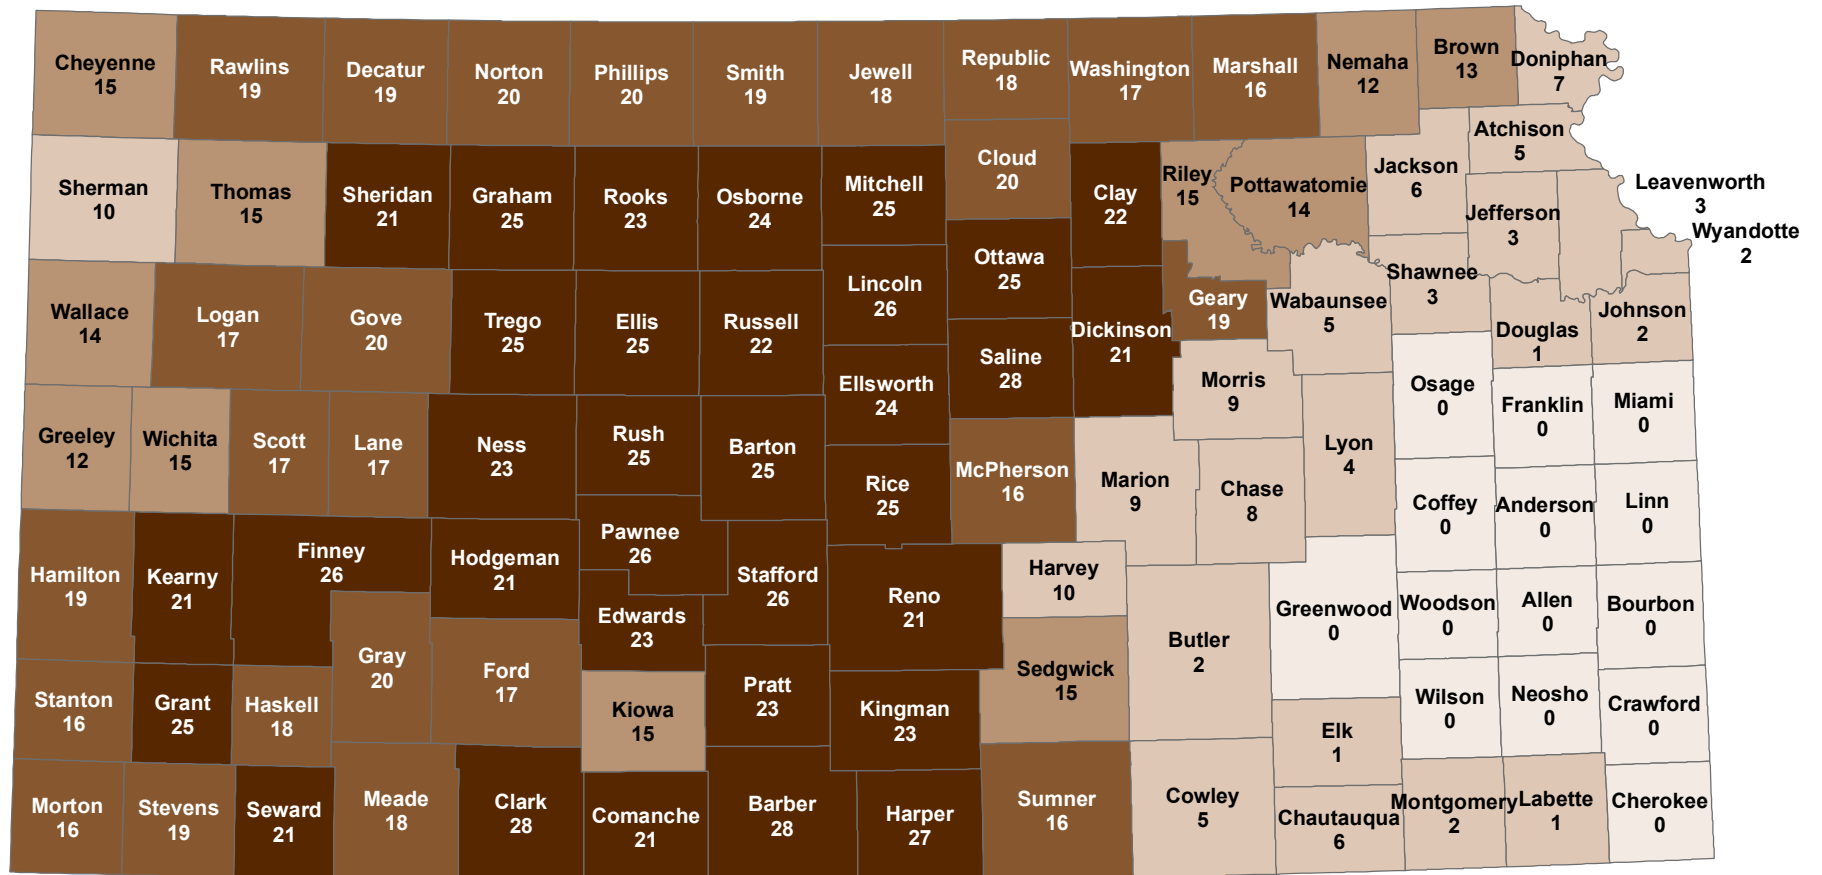 Cheyenne
15
Rawlins
19
Decatur
19
Norton
20
Phillips
20
Smith
19
Jewell
18
Republic
18
Washington
17
Marshall
16
Nemaha
12
Brown
13
Doniphan
7
Sherman
10
Thomas
15
Sheridan
21
Graham
25
Rooks
23
Osborne
24
Mitchell
25
Cloud
20
Clay
22
Riley
15
Pottawatomie
14
Jackson
6
Atchison
5
Jefferson
3
Leavenworth
3
Wyandotte
2
Wallace
14
Logan
17
Gove
20
Trego
25
Ellis
25
Russell
22
Lincoln
26
Ottawa
25
Saline
28
Dickinson
21
Geary
19
Wabaunsee
5
Shawnee
3
Douglas
1
Johnson
2
Greeley
12
Wichita
15
Scott
17
Lane
17
Ness
23
Rush
25
Barton
25
Ellsworth
24
Rice
25
McPherson
16
Marion
9
Morris
9
Chase
8
Lyon
4
Osage
0
Franklin
0
Miami
0
Coffey
0
Anderson
0
Linn
0
Hamilton
19
Kearny
21
Finney
26
Hodgeman
21
Pawnee
26
Edwards
23
Stafford
26
Reno
21
Harvey
10
Sedgwick
15
Butler
2
Greenwood
0
Woodson
0
Allen
0
Bourbon
0
Stanton
16
Grant
25
Haskell
18
Gray
20
Ford
17
Kiowa
15
Pratt
23
Kingman
23
Elk
1
Wilson
0
Neosho
0
Crawford
0
Morton
16
Stevens
19
Seward
21
Meade
18
Clark
28
Comanche
21
Barber
28
Harper
27
Sumner
16
Cowley
5
Chautauqua
6
Montgomery
2
Labette
1
Cherokee
0